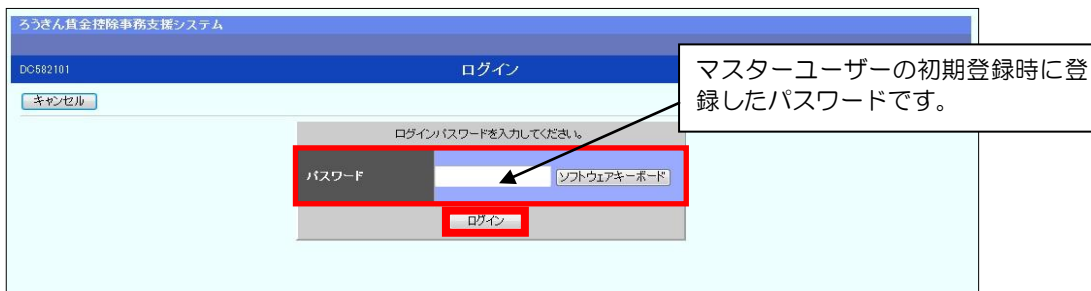 ろうきん賃金控除事務支援システム
DC582101
ログイン
キャンセル
マスターユーザーの初期登録時に登
録したパスワードです。
ログインパスワードを入力してください。
パスワード
ソフトウェアキーボード
ログイン